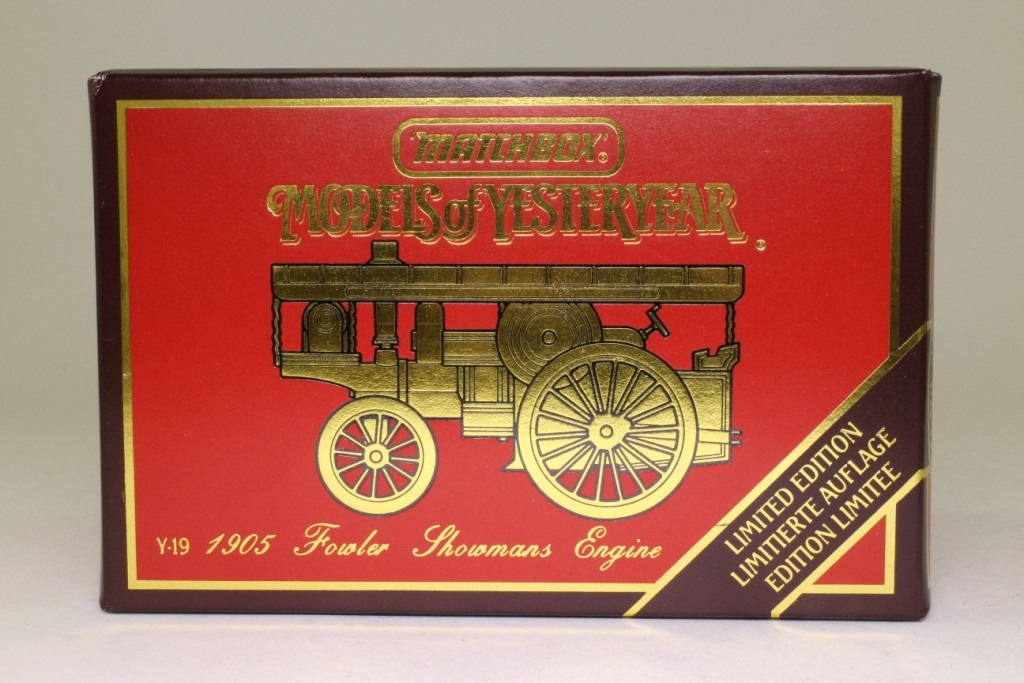 "MATCHBOX"®
MODELS of YESTERYEAR®
Y-19 1905 Fowler Showmans Engine
LIMITED EDITION
LIMITIERTE AUFLAGE
EDITION LIMITEE